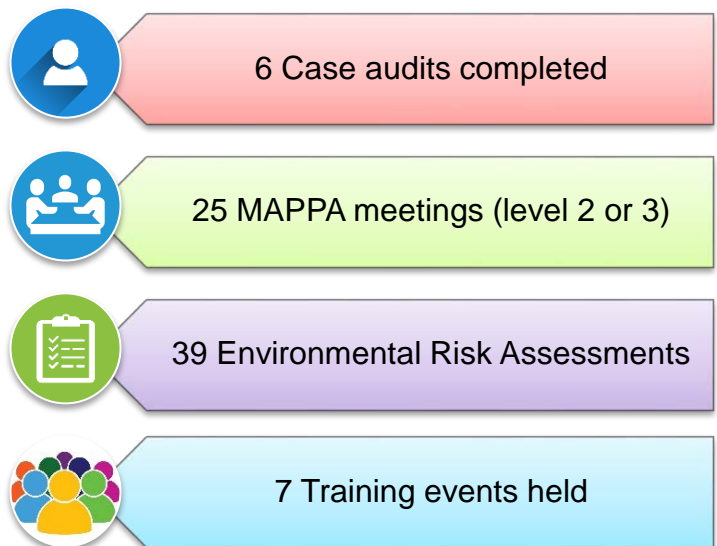 6 Case audits completed
25 MAPPA meetings (level 2 or 3)
39 Environmental Risk Assessments
7 Training events held